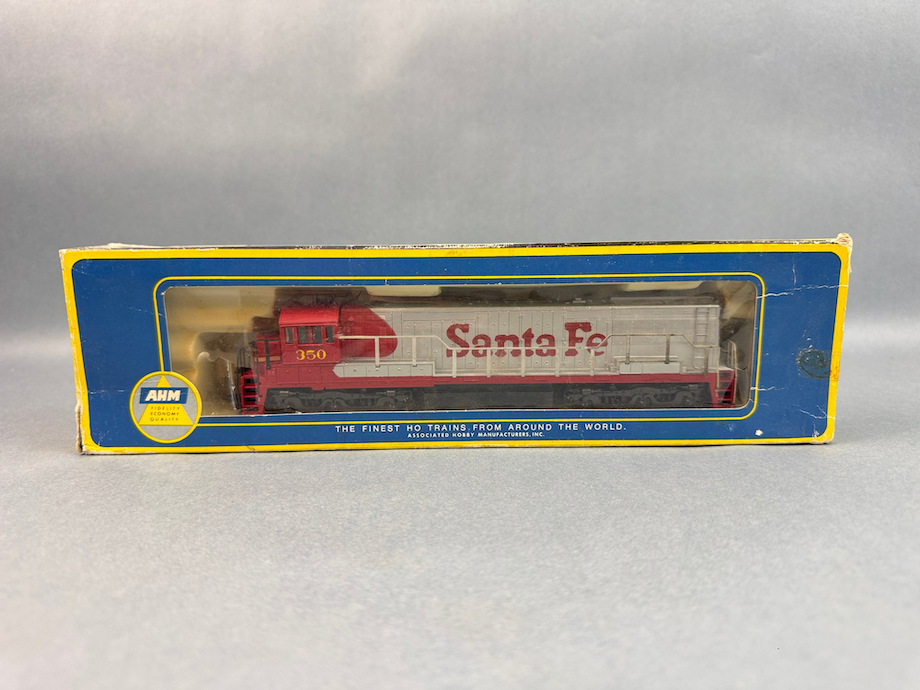 Santa Fe
350
AHM
FIDELITY
ECONOMY
QUALITY
THE FINEST HO TRAINS FROM AROUND THE WORLD.
ASSOCIATED HOBBY MANUFACTURERS, INC.